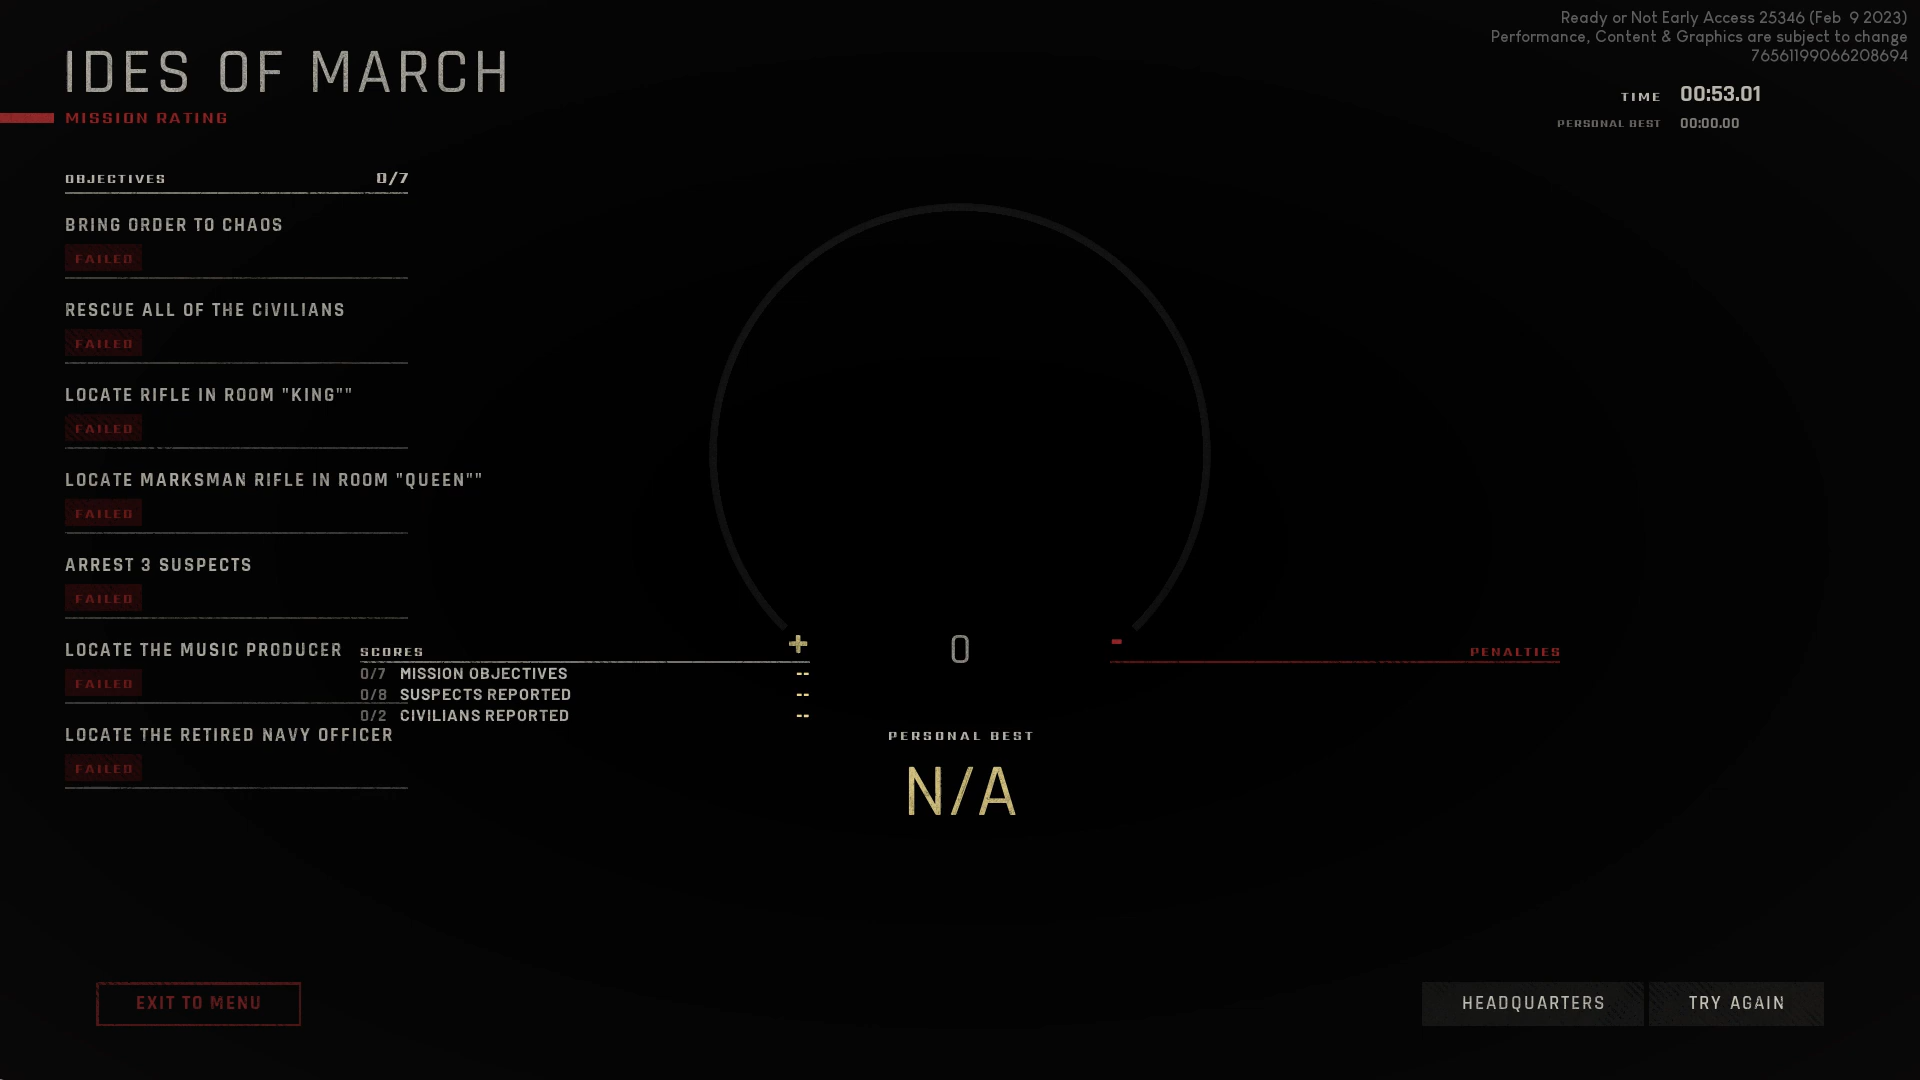 Ready or Not Early Access 25346 (Feb  9 2023)
Performance, Content & Graphics are subject to change
76561199066208694
IDES OF MARCH
MISSION RATING
TIME 00:53.01
PERSONAL BEST 00:00.00
OBJECTIVES 0/7
BRING ORDER TO CHAOS
FAILED
RESCUE ALL OF THE CIVILIANS
FAILED
LOCATE RIFLE IN ROOM "KING""
FAILED
LOCATE MARKSMAN RIFLE IN ROOM "QUEEN""
FAILED
ARREST 3 SUSPECTS
FAILED
LOCATE THE MUSIC PRODUCER
FAILED
LOCATE THE RETIRED NAVY OFFICER
FAILED
SCORES +
0/7 MISSION OBJECTIVES --
0/8 SUSPECTS REPORTED --
0/2 CIVILIANS REPORTED --
0
- PENALTIES
PERSONAL BEST
N/A
EXIT TO MENU
HEADQUARTERS
TRY AGAIN